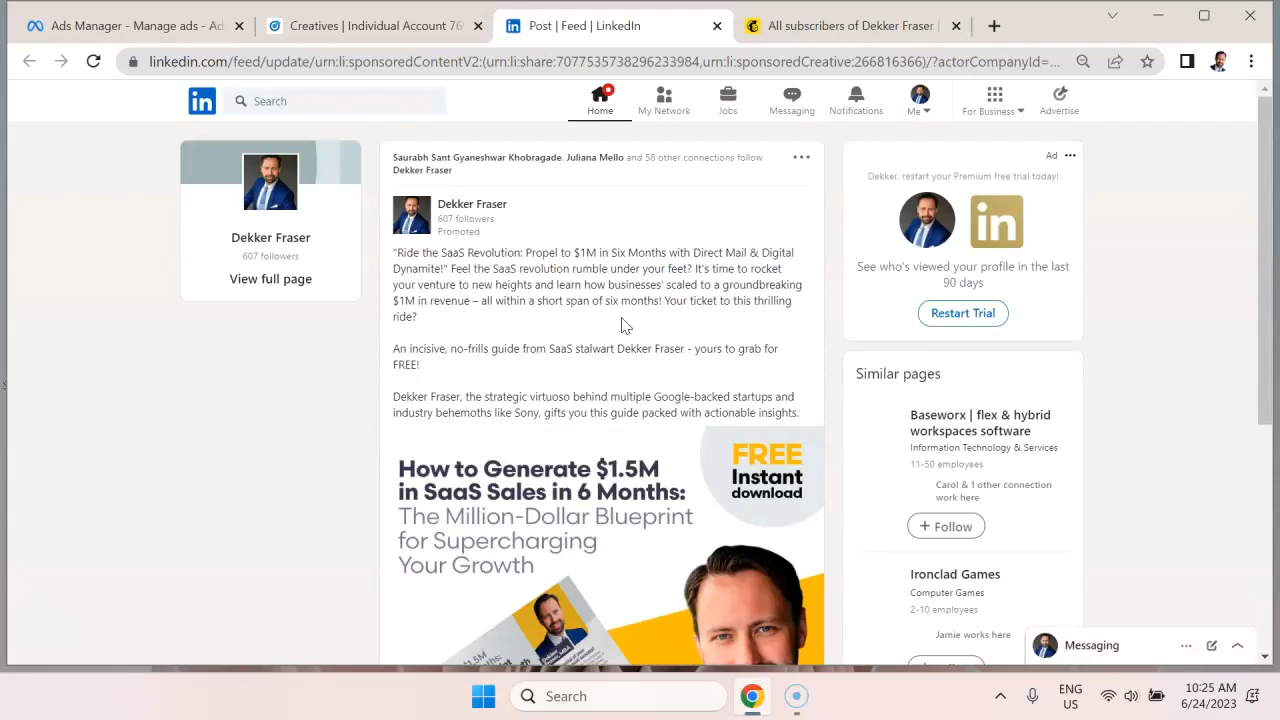 Ads Manager - Manage ads - Ad
Creatives | Individual Account 76
Post | Feed | LinkedIn
All subscribers of Dekker Fraser |
linkedin.com/feed/update/urn:li:sponsoredContentV2:(urn:li:share:7077535738296233984,urn:li:sponsoredCreative:266816366)/?actorCompanyId=...
in
Search
Home
My Network
Jobs
Messaging
Notifications
Me
For Business
Advertise
Dekker Fraser
607 followers
View full page
Saurabh Sant Gyaneshwar Khobragade, Juliana Mello and 58 other connections follow
Dekker Fraser
Dekker Fraser
607 followers
Promoted
"Ride the SaaS Revolution: Propel to $1M in Six Months with Direct Mail & Digital
Dynamite!" Feel the SaaS revolution rumble under your feet? It's time to rocket
your venture to new heights and learn how businesses' scaled to a groundbreaking
$1M in revenue – all within a short span of six months! Your ticket to this thrilling
ride?
An incisive, no-frills guide from SaaS stalwart Dekker Fraser - yours to grab for
FREE!
Dekker Fraser, the strategic virtuoso behind multiple Google-backed startups and
industry behemoths like Sony, gifts you this guide packed with actionable insights.
How to Generate $1.5M
in SaaS Sales in 6 Months:
The Million-Dollar Blueprint
for Supercharging
Your Growth
FREE
Instant
download
Ad
Dekker, restart your Premium free trial today!
in
See who's viewed your profile in the last
90 days
Restart Trial
Similar pages
Baseworx | flex & hybrid
workspaces software
Information Technology & Services
11-50 employees
Carol & 1 other connection
work here
+ Follow
Ironclad Games
Computer Games
2-10 employees
Jamie works here
Messaging
Search
ENG
US
10:25 AM
6/24/2023